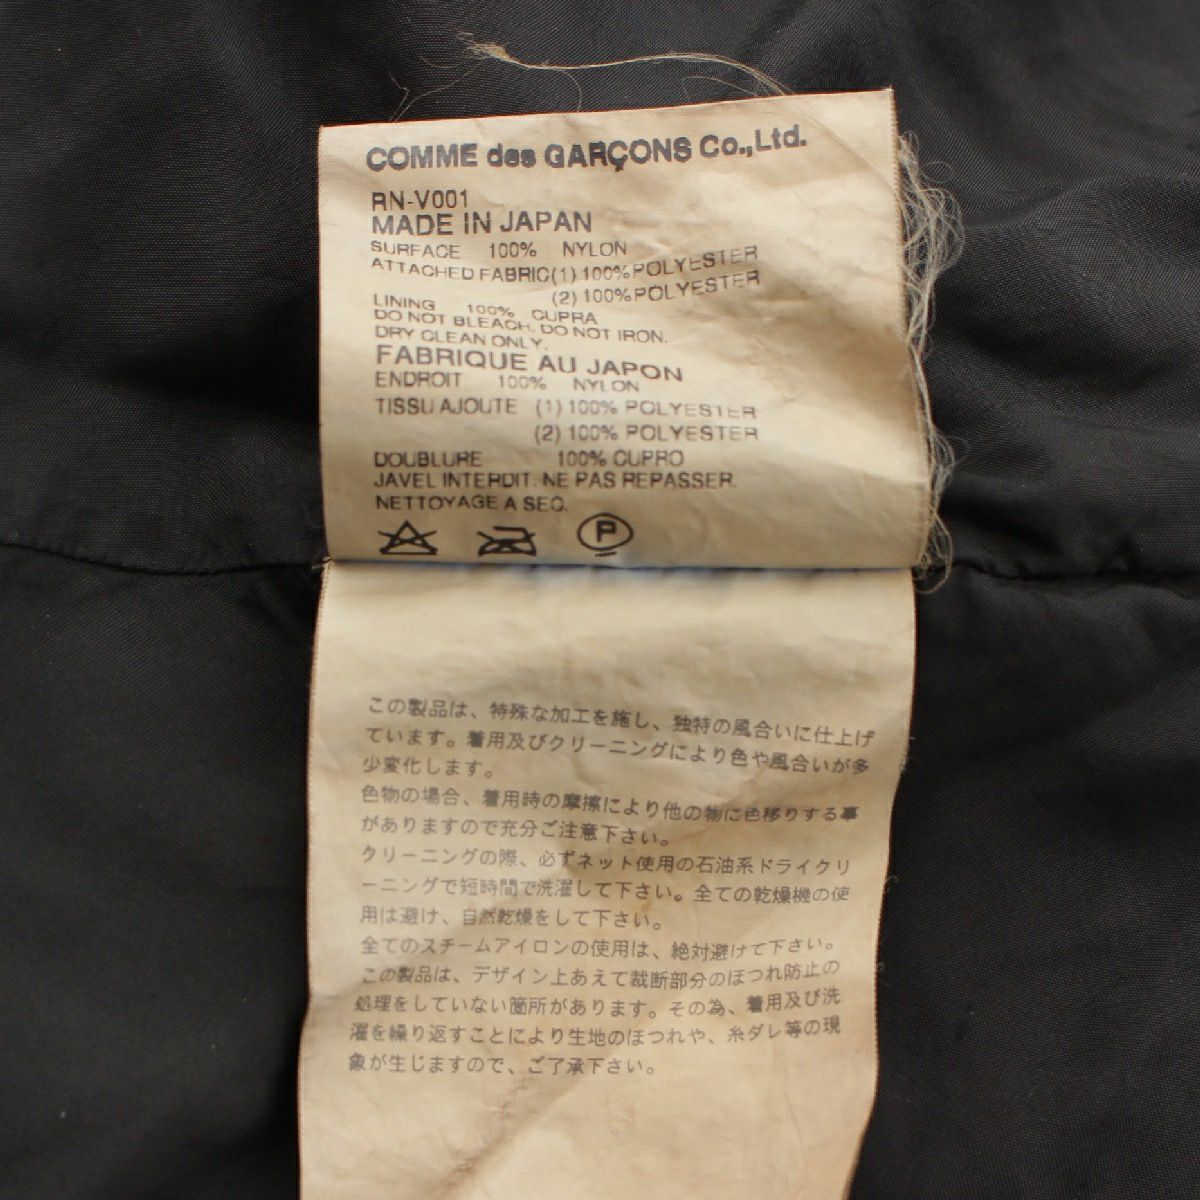 COMME des GARÇONS Co.,Ltd.
RN-V001
MADE IN JAPAN
SURFACE 100% NYLON
ATTACHED FABRIC(1) 100% POLYESTER
(2) 100% POLYESTER
LINING 100% CUPRA
DO NOT BLEACH. DO NOT IRON.
DRY CLEAN ONLY.
FABRIQUE AU JAPON
ENDROIT 100% NYLON
TISSU AJOUTE (1) 100% POLYESTER
(2) 100% POLYESTER
DOUBLURE 100% CUPRO
JAVEL INTERDIT. NE PAS REPASSER.
NETTOYAGE A SEC.
P
この製品は、特殊な加工を施し、独特の風合いに仕上げ
ています。着用及びクリーニングにより色や風合いが多
少変化します。
色物の場合、着用時の摩擦により他の物に色移りする事
がありますので充分ご注意下さい。
クリーニングの際、必ずネット使用の石油系ドライクリ
ーニングで短時間で洗濯して下さい。全ての乾燥機の使
用は避け、自然乾燥をして下さい。
全てのスチームアイロンの使用は、絶対避けて下さい。
この製品は、デザイン上あえて裁断部分のほつれ防止の
処理をしていない箇所があります。その為、着用及び洗
濯を繰り返すことにより生地のほつれや、糸ダレ等の現
象が生じますので、ご了承下さい。